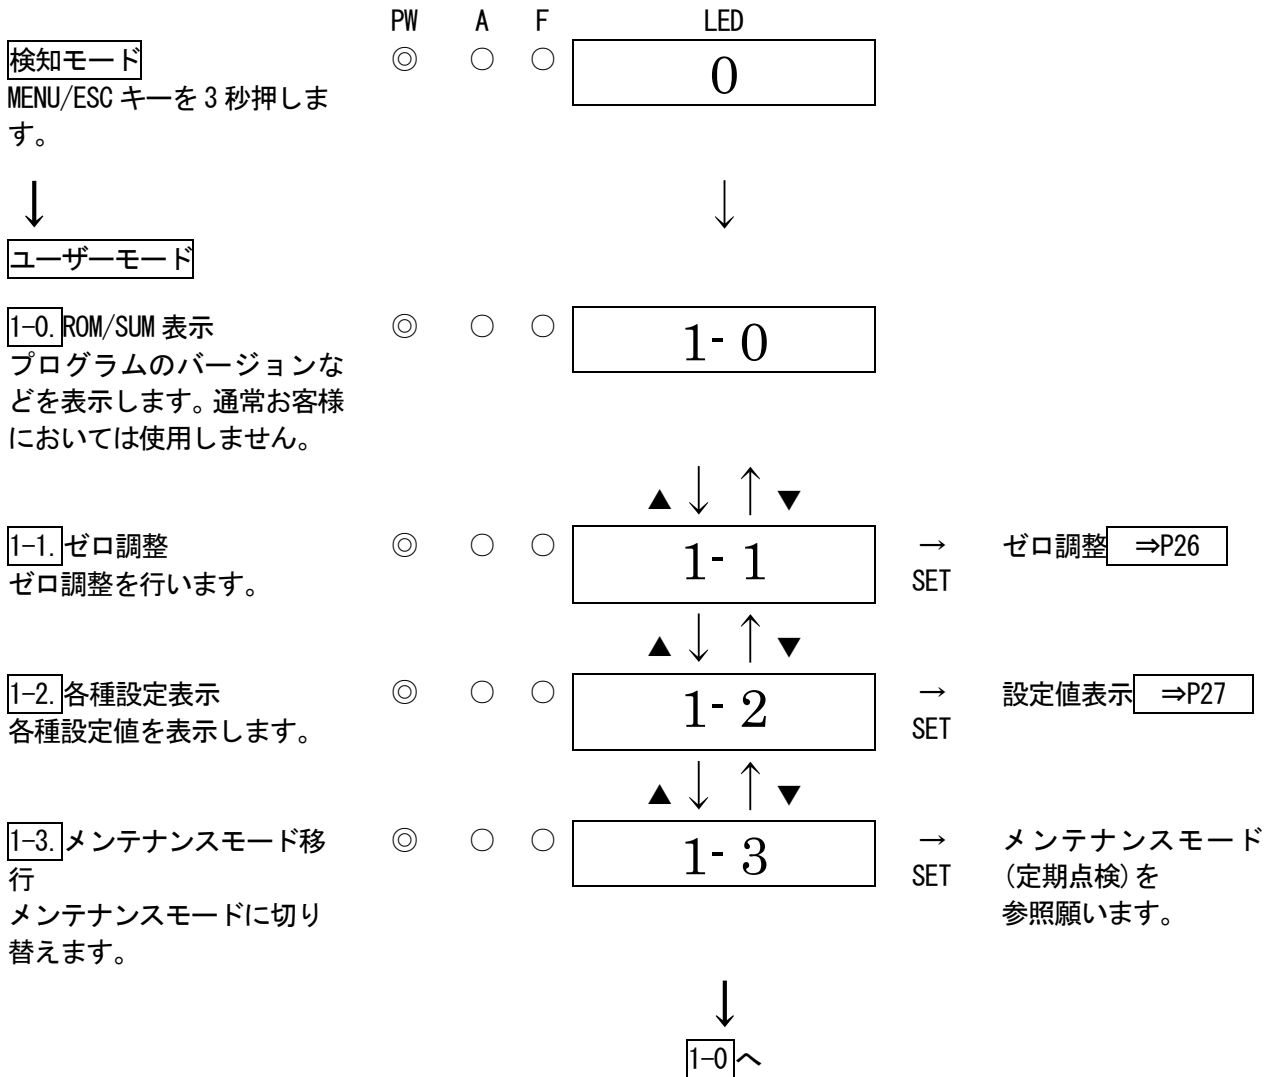 PW A F LED
検知モード ◎ ○ ○ 0
MENU/ESC キーを 3 秒押しま
す。
↓ ↓
ユーザーモード
1-0. ROM/SUM 表示 ◎ ○ ○ 1- 0
プログラムのバージョンな
どを表示します。通常お客様
においては使用しません。
▲ ↓ ↑ ▼
1-1. ゼロ調整 ◎ ○ ○ 1- 1 → ゼロ調整 ⇒P26
ゼロ調整を行います。 SET
▲ ↓ ↑ ▼
1-2. 各種設定表示 ◎ ○ ○ 1- 2 → 設定値表示 ⇒P27
各種設定値を表示します。 SET
▲ ↓ ↑ ▼
1-3. メンテナンスモード移 ◎ ○ ○ 1- 3 → メンテナンスモード
行 SET (定期点検)を
メンテナンスモードに切り 参照願います。
替えます。
↓
1-0 へ